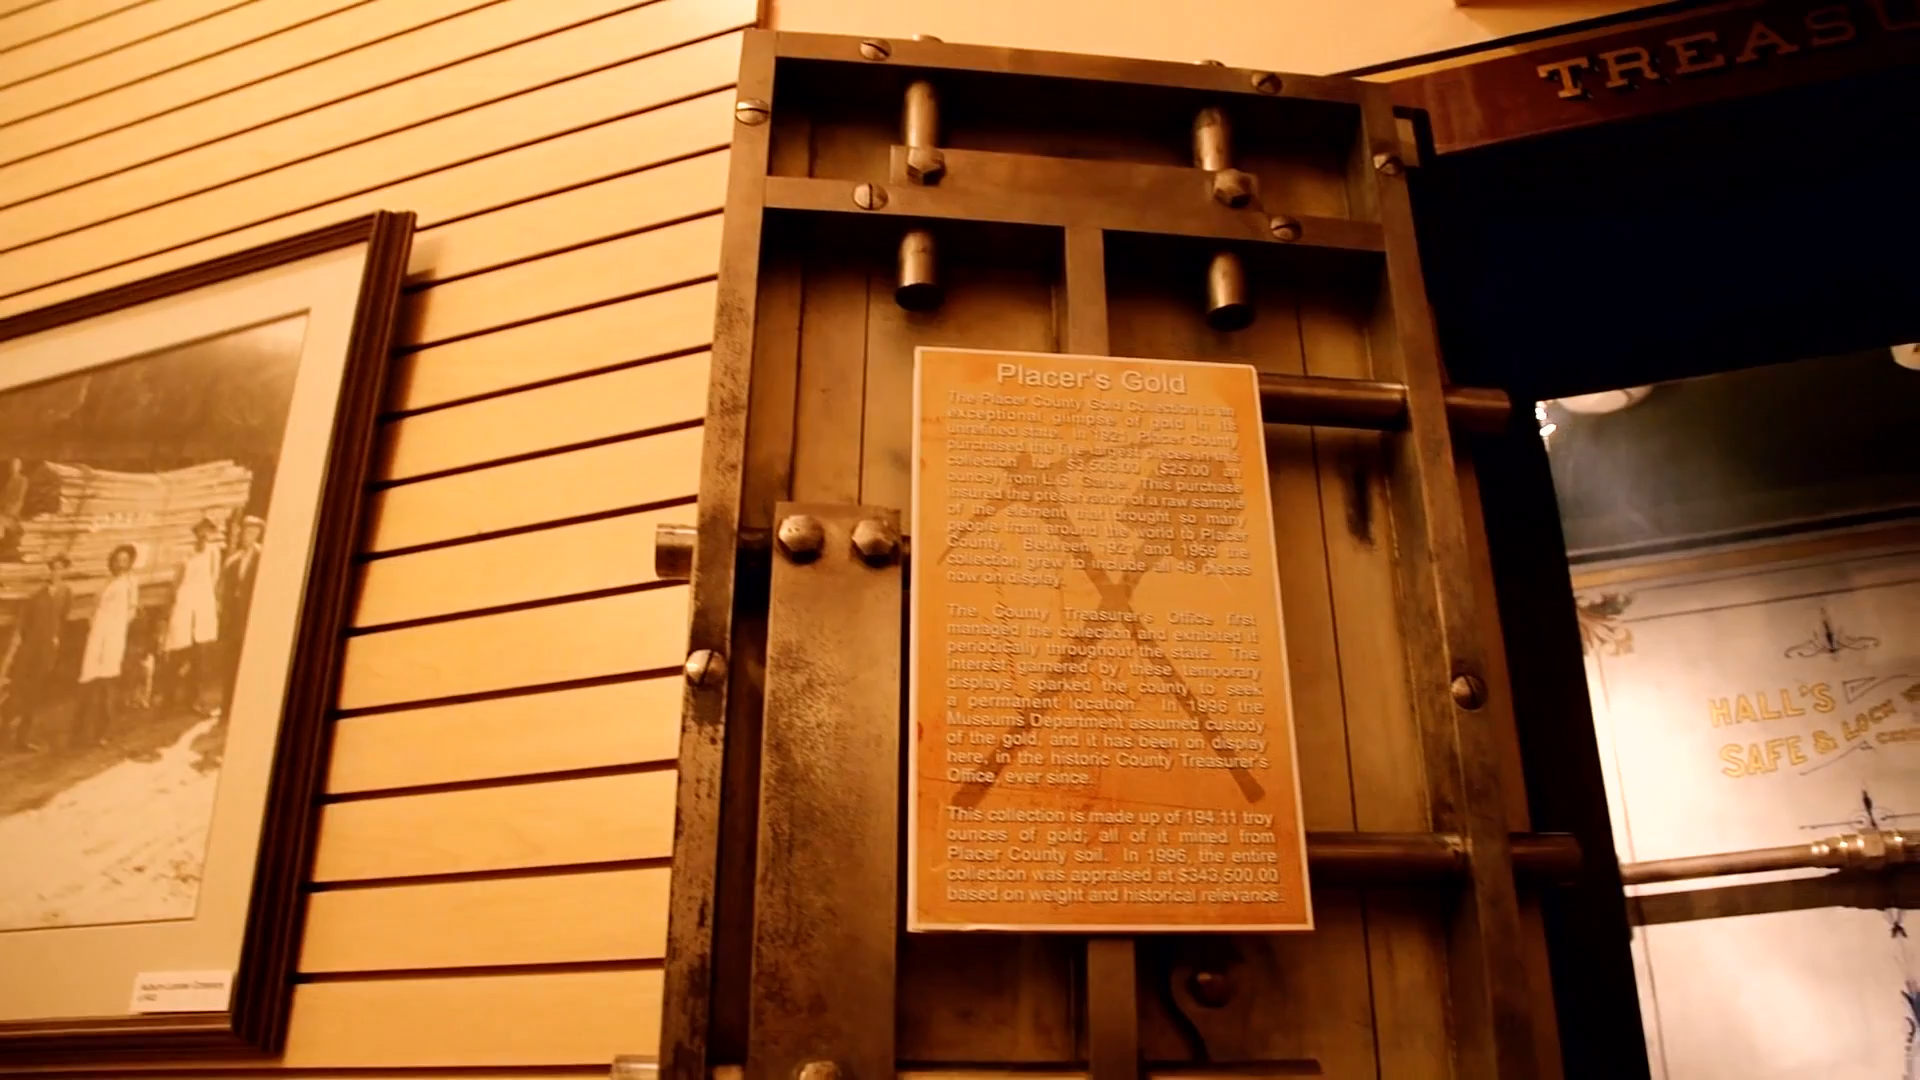 TREASU
Placer's Gold
The Placer County Gold Collection is an
exceptional glimpse of gold in its
unrefined state. In 1921, Placer County
purchased the five largest pieces in this
collection for ($25.00 an
ounce) from L.G. This purchase
insured the preservation of a raw sample
of the element that brought so many
people from around the world to Placer
County. Between 1921 and 1959 the
collection grew to include all 46 pieces
now on display.
The County Treasurer's Office first
managed the collection and exhibited it
periodically throughout the state. The
interest garnered by these temporary
displays sparked the county to seek
a permanent location. In 1996 the
Museums Department assumed custody
of the gold, and it has been on display
here, in the historic County Treasurer's
Office, ever since.
This collection is made up of 194.11 troy
ounces of gold; all of it mined from
Placer County soil. In 1996, the entire
collection was appraised at $343,500.00
based on weight and historical relevance.
HALL'S
SAFE & LOCK